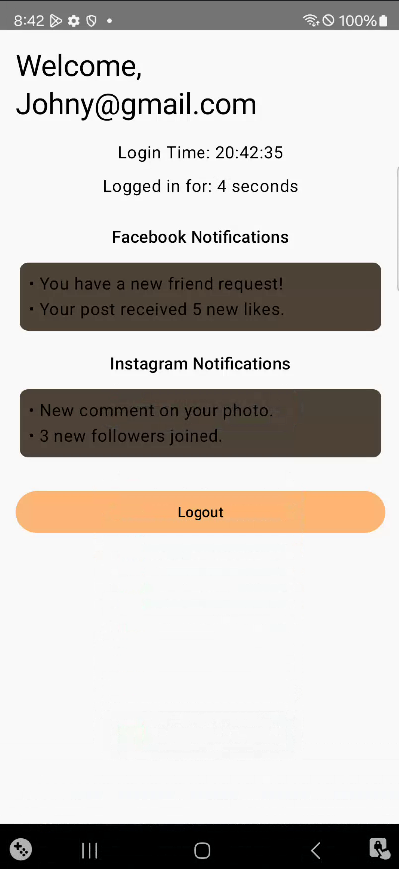 8:42
100%
Welcome,
Johny@gmail.com
Login Time: 20:42:35
Logged in for: 4 seconds
Facebook Notifications
• You have a new friend request!
• Your post received 5 new likes.
Instagram Notifications
• New comment on your photo.
• 3 new followers joined.
Logout